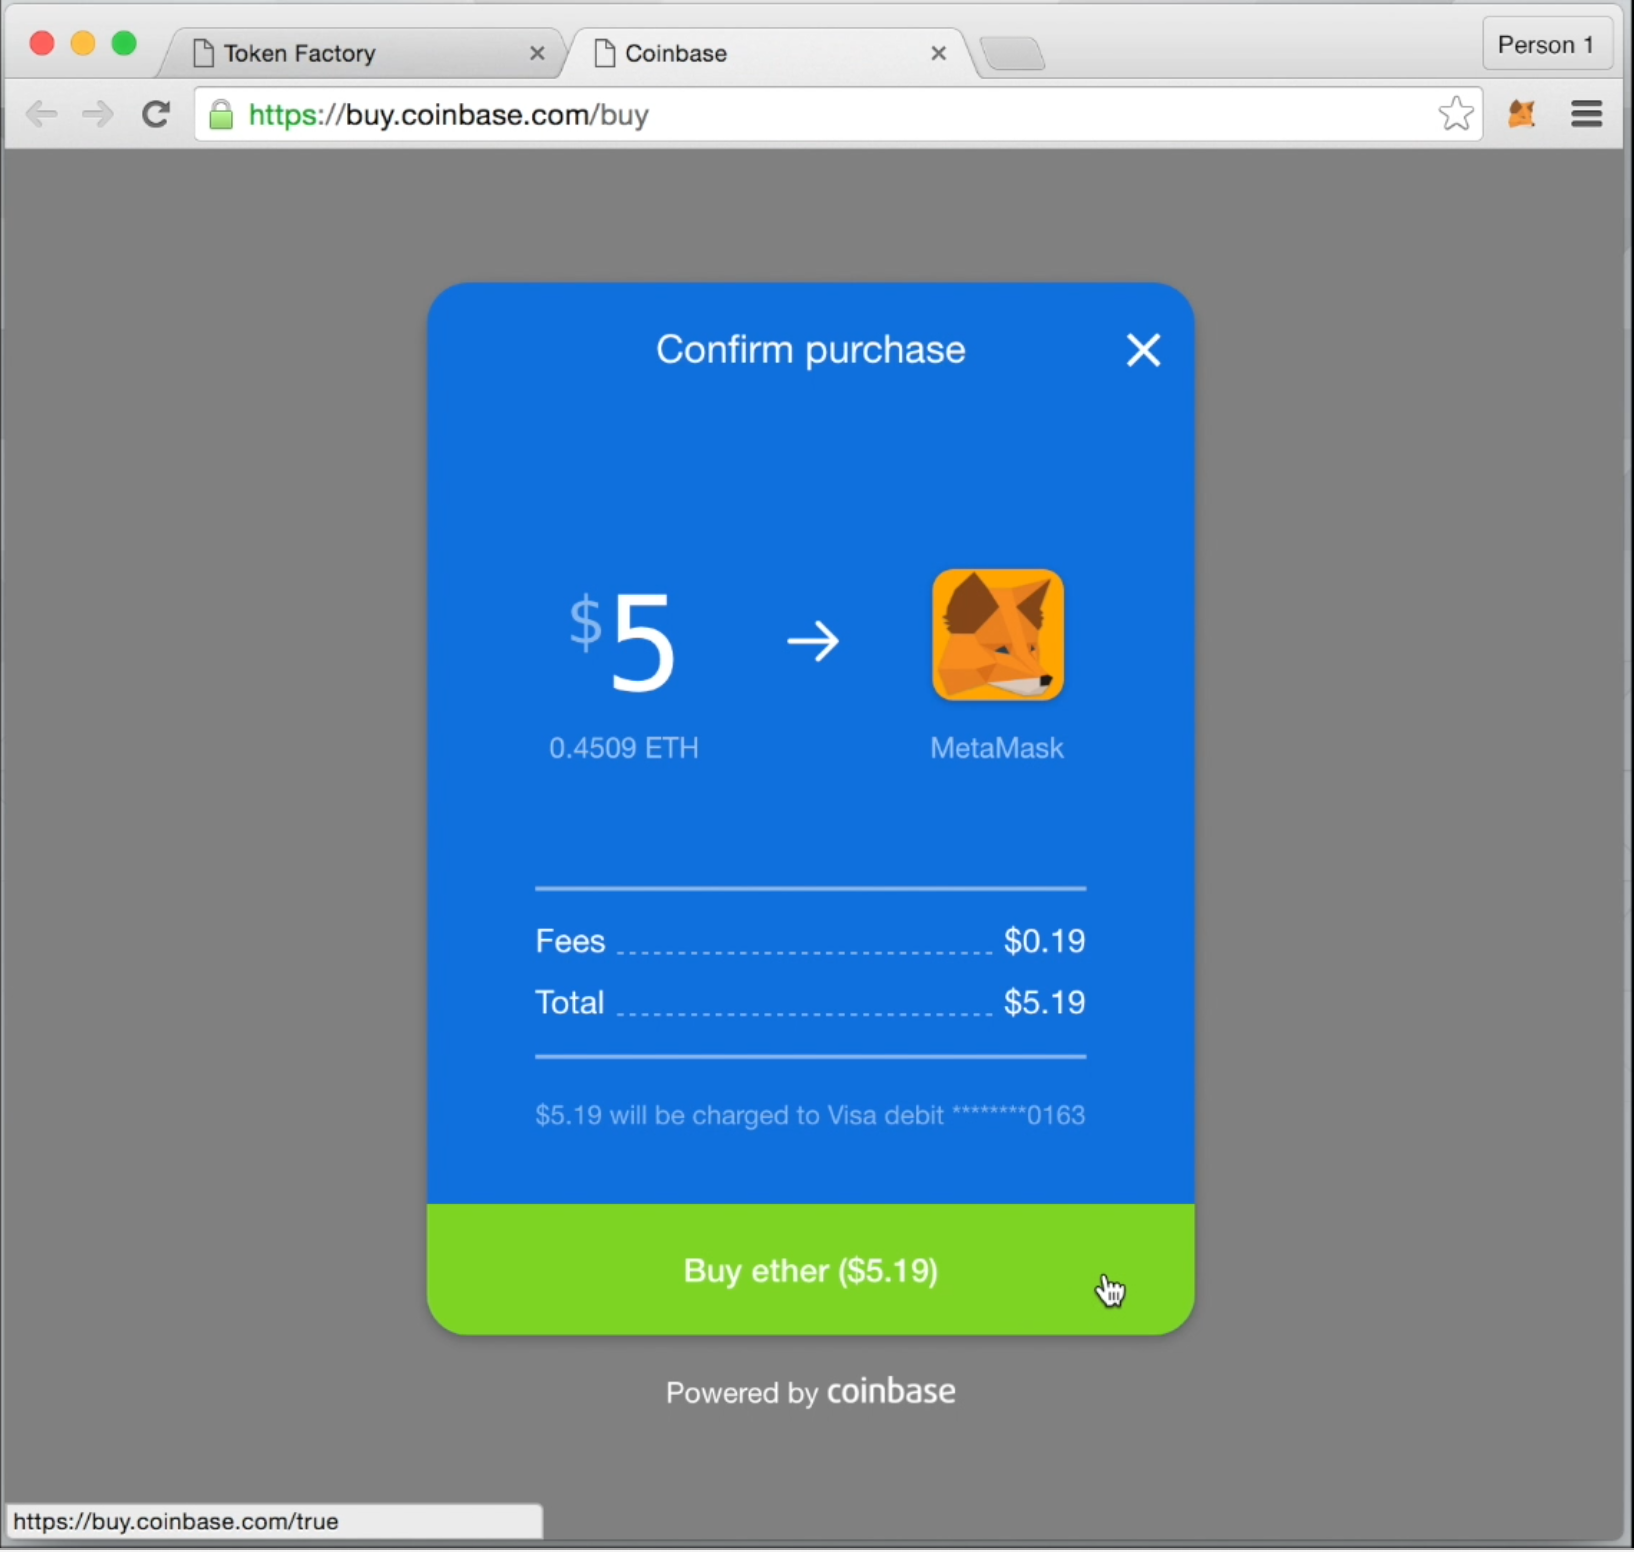 Token Factory
Coinbase
Person 1
https://buy.coinbase.com/buy
Confirm purchase
$5
0.4509 ETH
MetaMask
Fees $0.19
Total $5.19
$5.19 will be charged to Visa debit ********0163
Buy ether ($5.19)
Powered by coinbase
https://buy.coinbase.com/true